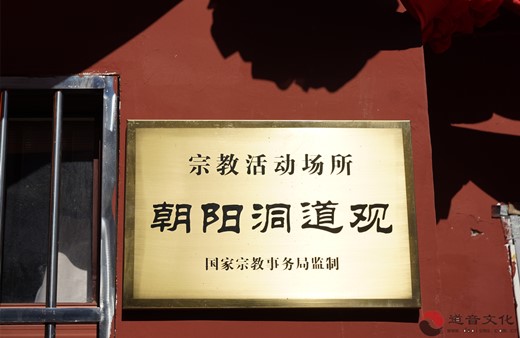 宗教活动场所
朝阳洞道观
国家宗教事务局监制
道音文化